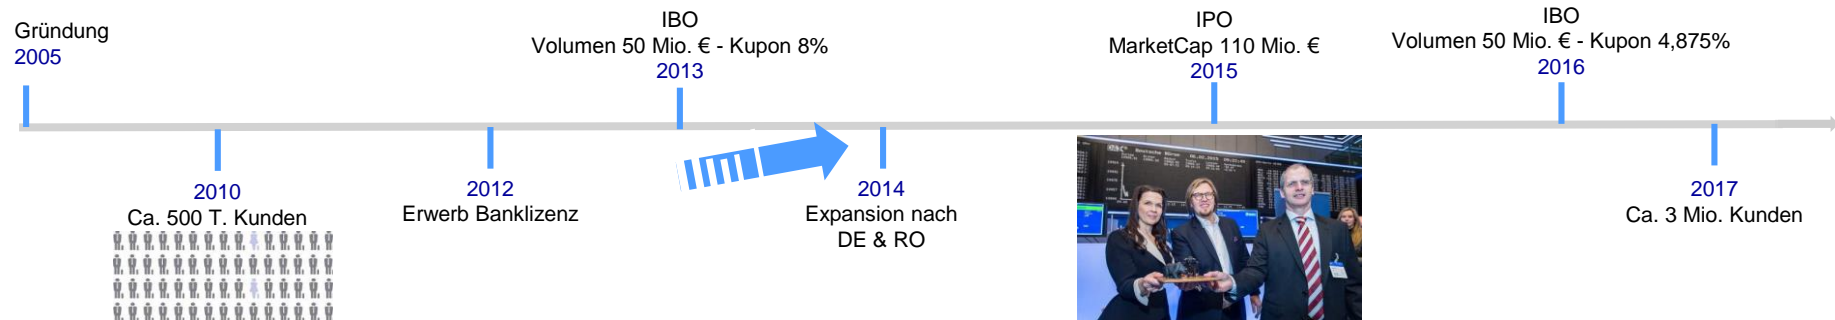 Gründung
2005
IBO
Volumen 50 Mio. € - Kupon 8%
2013
IPO
MarketCap 110 Mio. €
2015
IBO
Volumen 50 Mio. € - Kupon 4,875%
2016
2010
Ca. 500 T. Kunden
2012
Erwerb Banklizenz
2014
Expansion nach
DE & RO
2017
Ca. 3 Mio. Kunden